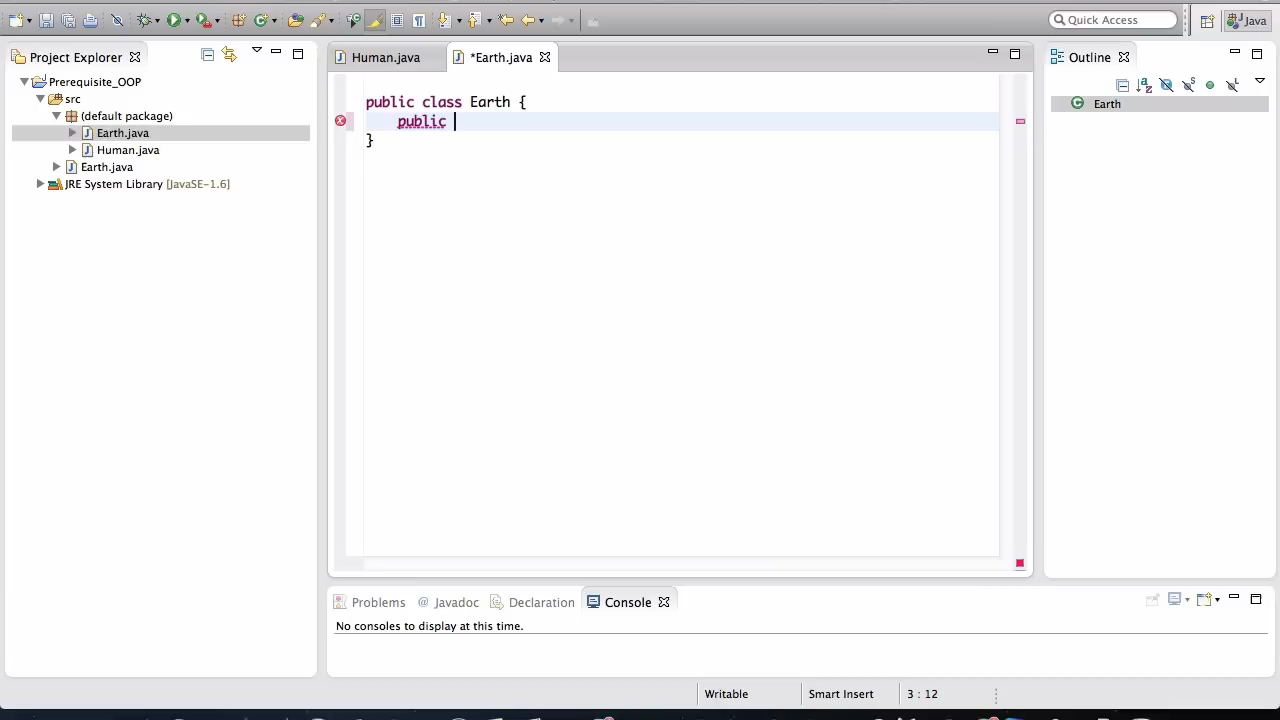 Quick Access
Java
Project Explorer
Prerequisite_OOP
src
(default package)
Earth.java
Human.java
Earth.java
JRE System Library [JavaSE-1.6]
Human.java
*Earth.java
public class Earth {
public
}
Outline
Earth
Problems
@ Javadoc
Declaration
Console
No consoles to display at this time.
Writable
Smart Insert
3 : 12